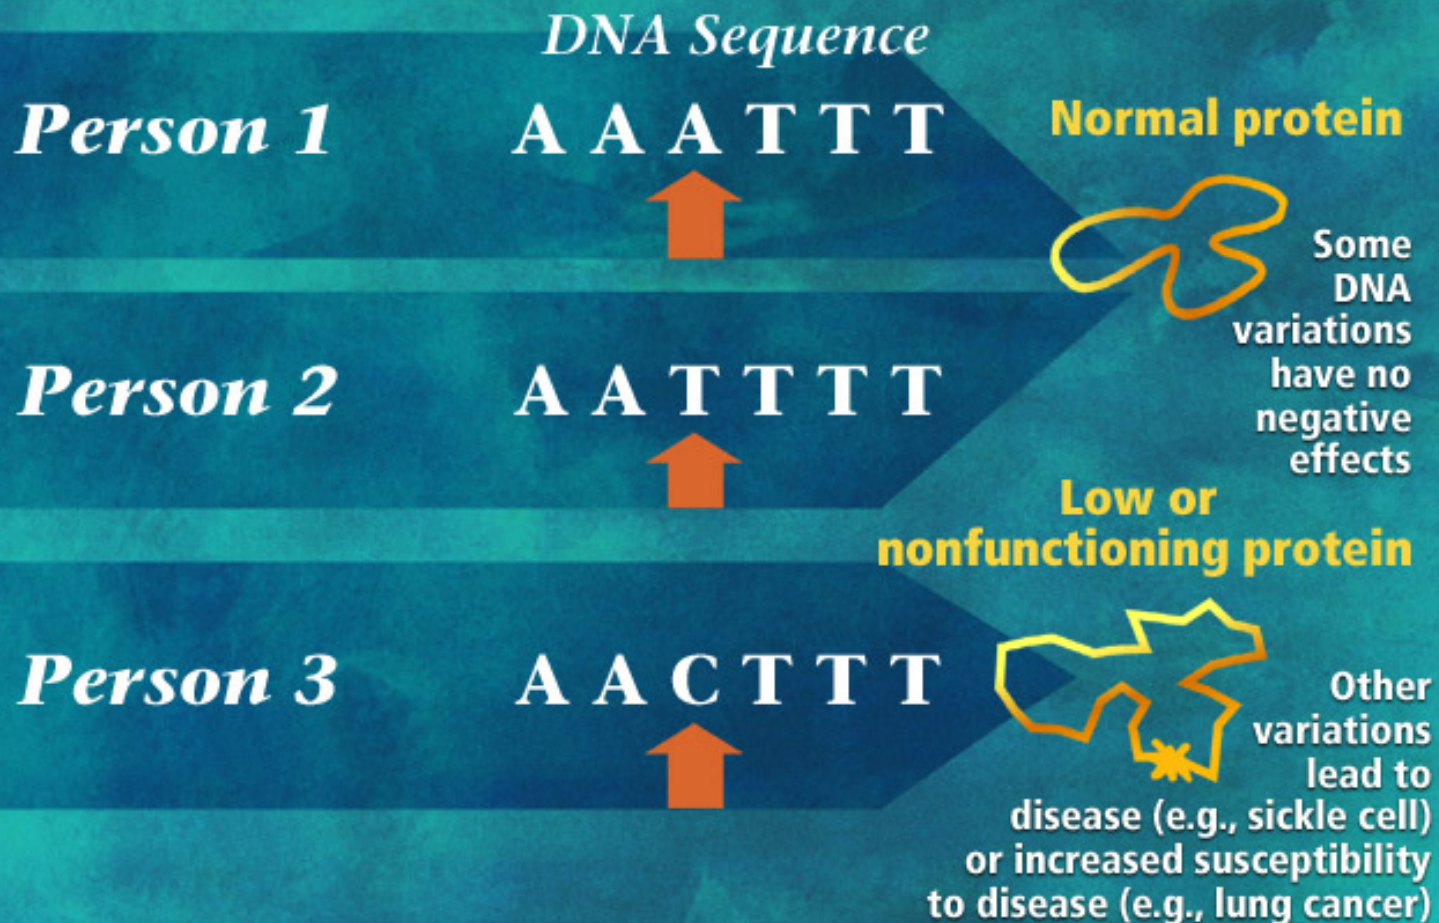 DNA Sequence
Person 1 A A A T T T
Normal protein
Some
DNA
variations
have no
negative
effects
Person 2 A A T T T T
Low or
nonfunctioning protein
Person 3 A A C T T T
Other
variations
lead to
disease (e.g., sickle cell)
or increased susceptibility
to disease (e.g., lung cancer)